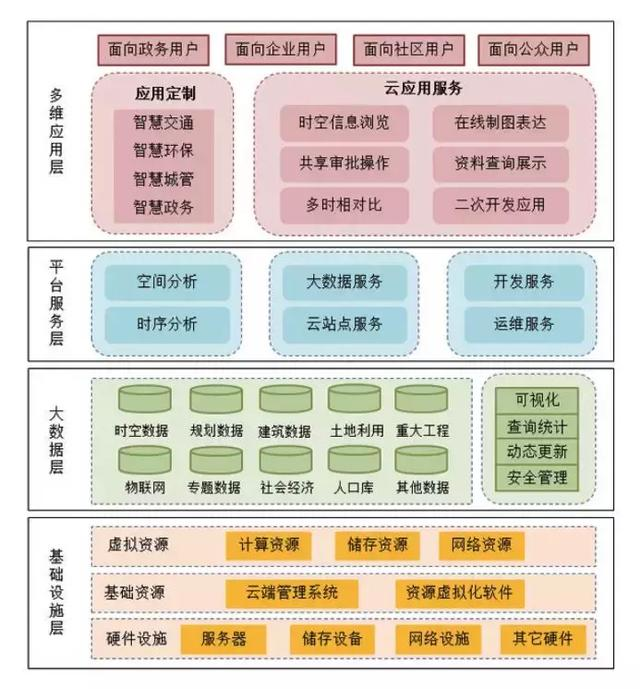 面向政务用户 面向企业用户 面向社区用户 面向公众用户
多维应用层
应用定制
智慧交通
智慧环保
智慧城管
智慧政务
云应用服务
时空信息浏览 在线制图表达
共享审批操作 资料查询展示
多时相对比 二次开发应用
平台服务层
空间分析 大数据服务 开发服务
时序分析 云站点服务 运维服务
大数据层
时空数据 规划数据 建筑数据 土地利用 重大工程
物联网 专题数据 社会经济 人口库 其他数据
可视化
查询统计
动态更新
安全管理
基础设施层
虚拟资源 计算资源 储存资源 网络资源
基础资源 云端管理系统 资源虚拟化软件
硬件设施 服务器 储存设备 网络设施 其它硬件